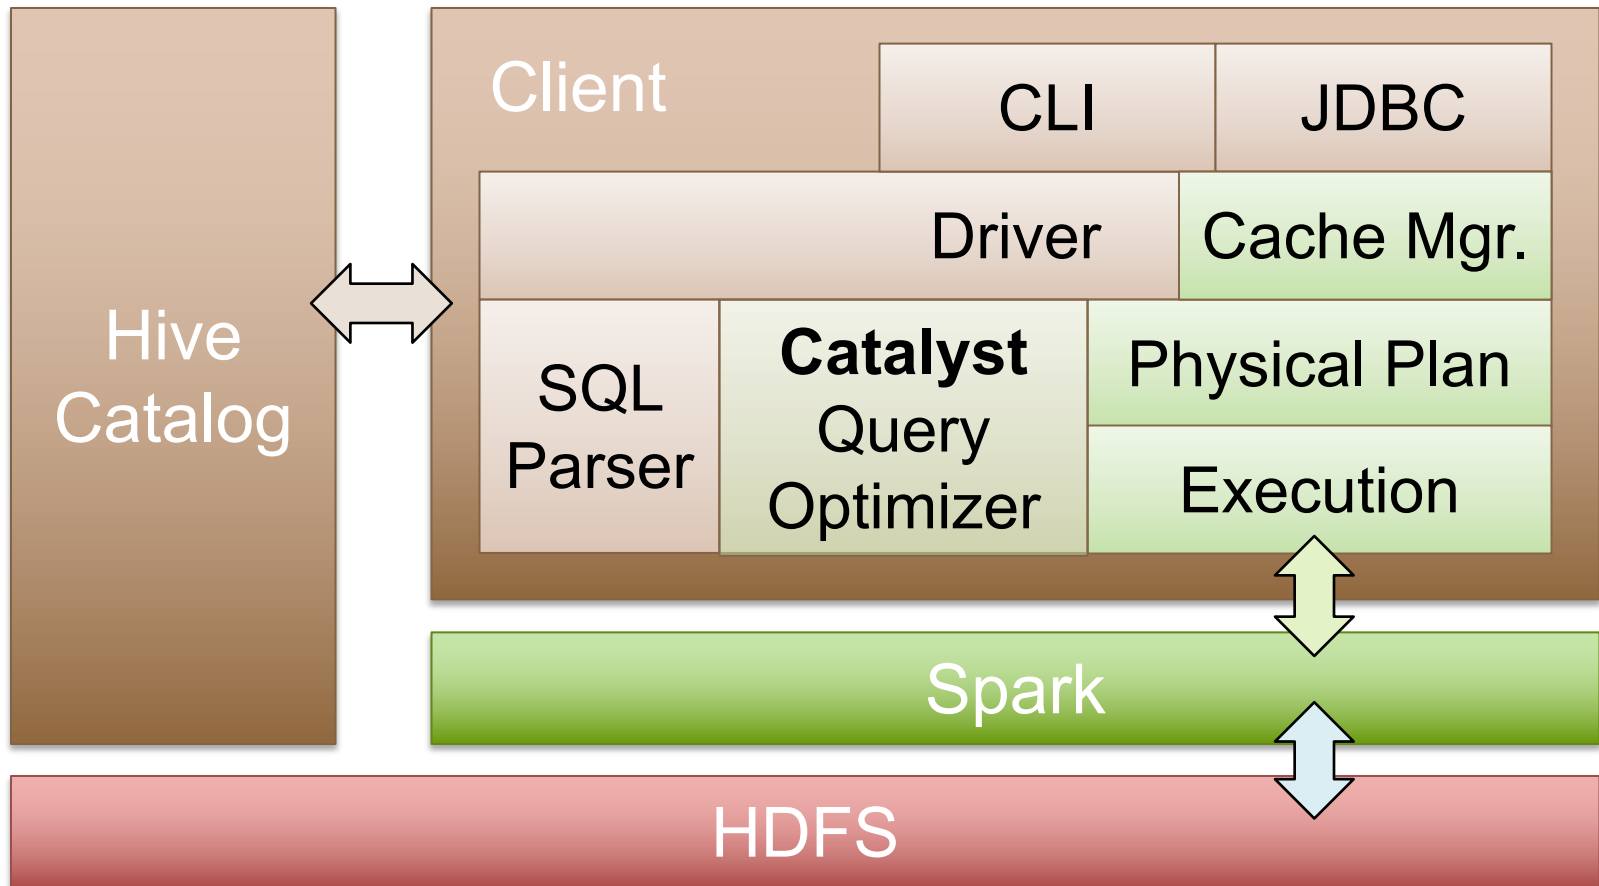 Client
CLI
JDBC
Driver
Cache Mgr.
Hive
Catalog
SQL
Parser
Catalyst
Query
Optimizer
Physical Plan
Execution
Spark
HDFS